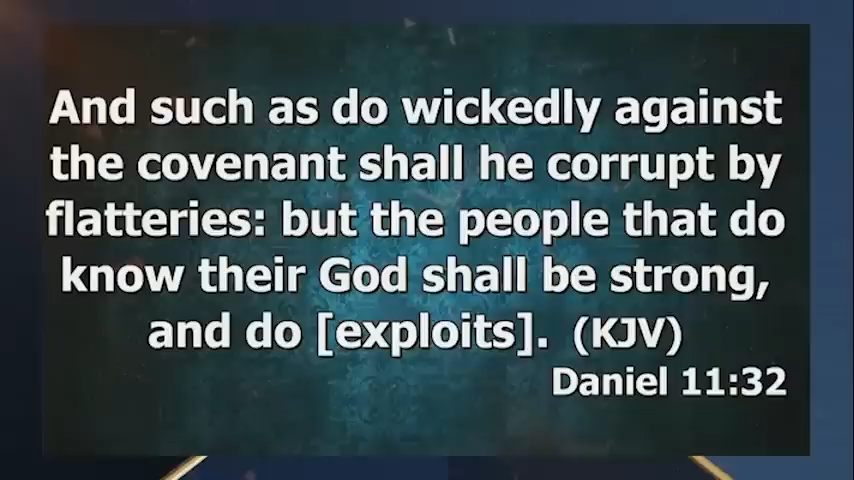 And such as do wickedly against
the covenant shall he corrupt by
flatteries: but the people that do
know their God shall be strong,
and do [exploits]. (KJV)
Daniel 11:32